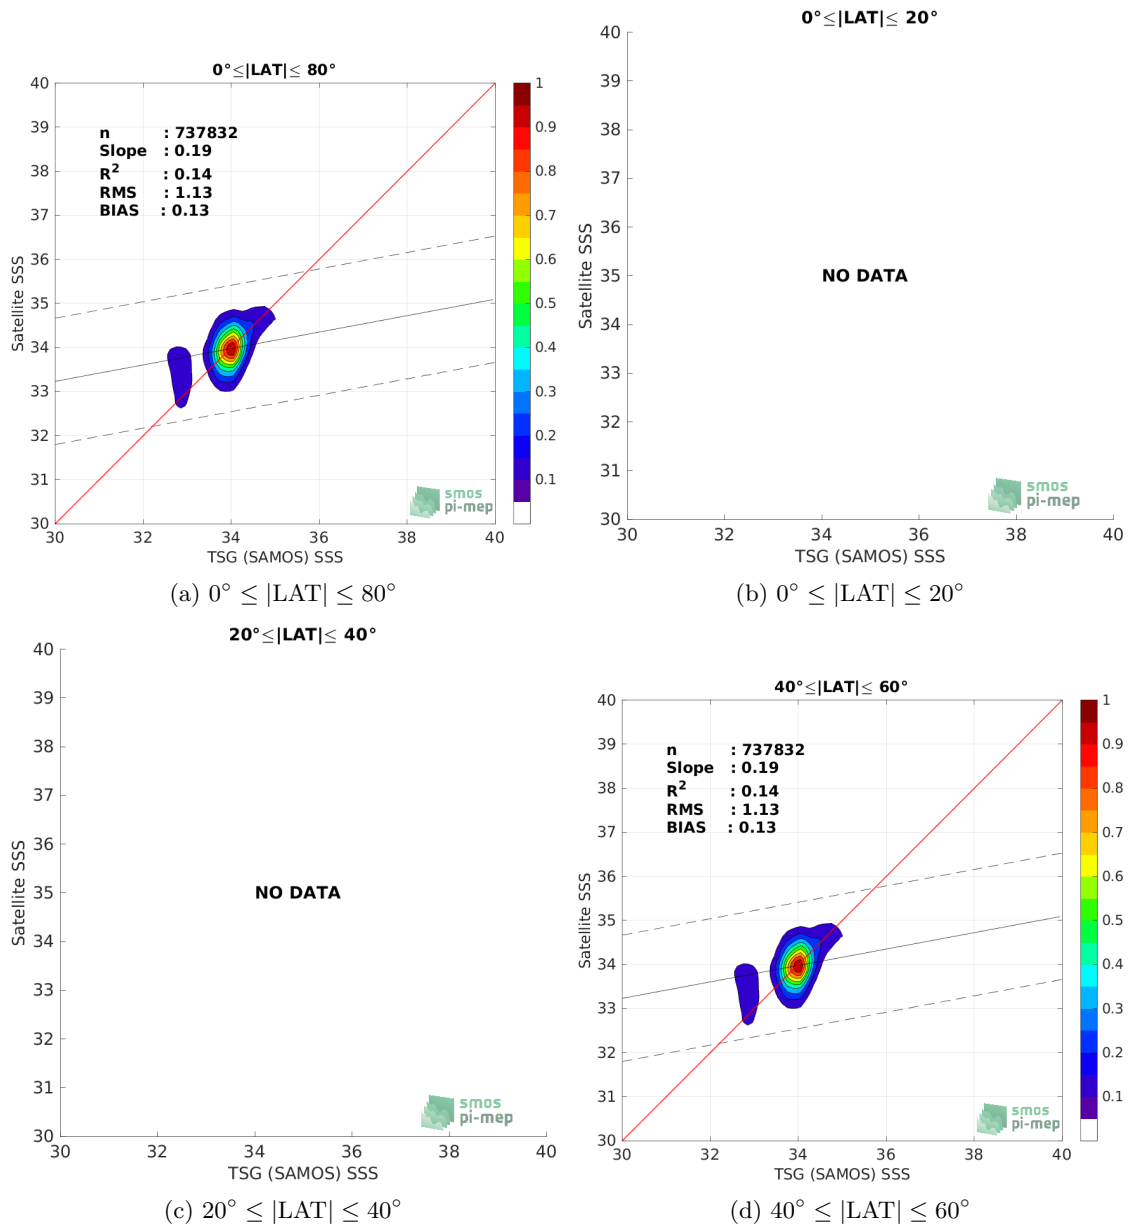 0°≤|LAT|≤ 80°
40
39
38
37
36
35
34
33
32
31
30
Satellite SSS
n : 737832
Slope : 0.19
R² : 0.14
RMS : 1.13
BIAS : 0.13
1
0.9
0.8
0.7
0.6
0.5
0.4
0.3
0.2
0.1
smos
pi-mep
30 32 34 36 38 40
TSG (SAMOS) SSS
(a) 0° ≤ |LAT| ≤ 80°
0°≤|LAT|≤ 20°
40
39
38
37
36
35
34
33
32
31
30
Satellite SSS
NO DATA
smos
pi-mep
30 32 34 36 38 40
TSG (SAMOS) SSS
(b) 0° ≤ |LAT| ≤ 20°
20°≤|LAT|≤ 40°
40
39
38
37
36
35
34
33
32
31
30
Satellite SSS
NO DATA
smos
pi-mep
30 32 34 36 38 40
TSG (SAMOS) SSS
(c) 20° ≤ |LAT| ≤ 40°
40°≤|LAT|≤ 60°
40
39
38
37
36
35
34
33
32
31
30
Satellite SSS
n : 737832
Slope : 0.19
R² : 0.14
RMS : 1.13
BIAS : 0.13
1
0.9
0.8
0.7
0.6
0.5
0.4
0.3
0.2
0.1
smos
pi-mep
30 32 34 36 38 40
TSG (SAMOS) SSS
(d) 40° ≤ |LAT| ≤ 60°